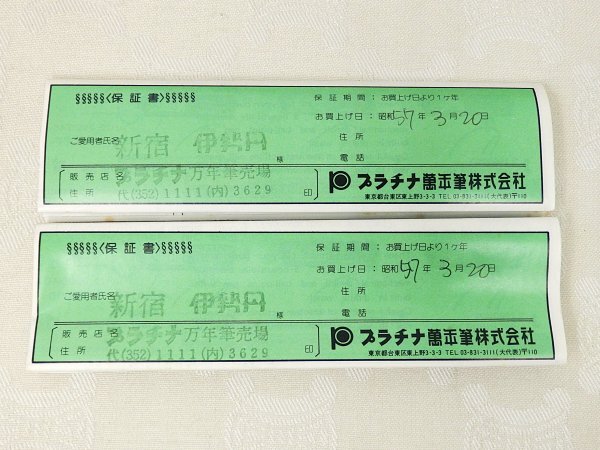 §§§§§〈保証書〉§§§§§
保証期間：お買上げ日より1ヶ年
お買上げ日：昭和57年3月20日
住所
ご愛用者氏名
新宿 伊勢丹
様
電話
販売店名
住所
プラチナ万年筆売場
代(352)1111(内)3629
印
プラチナ萬年筆株式会社
東京都台東区東上野3-3-3 TEL.03-831-3111(大代表)〒110
§§§§§〈保証書〉§§§§§
保証期間：お買上げ日より1ヶ年
お買上げ日：昭和57年3月20日
住所
ご愛用者氏名
新宿 伊勢丹
様
電話
販売店名
住所
プラチナ万年筆売場
代(352)1111(内)3629
印
プラチナ萬年筆株式会社
東京都台東区東上野3-3-3 TEL.03-831-3111(大代表)〒110